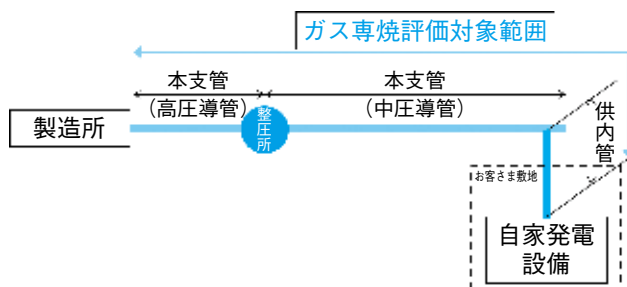 ガス専焼評価対象範囲
本支管
(高圧導管)
本支管
(中圧導管)
製造所
整圧所
供内管
お客さま敷地
自家発電
設備